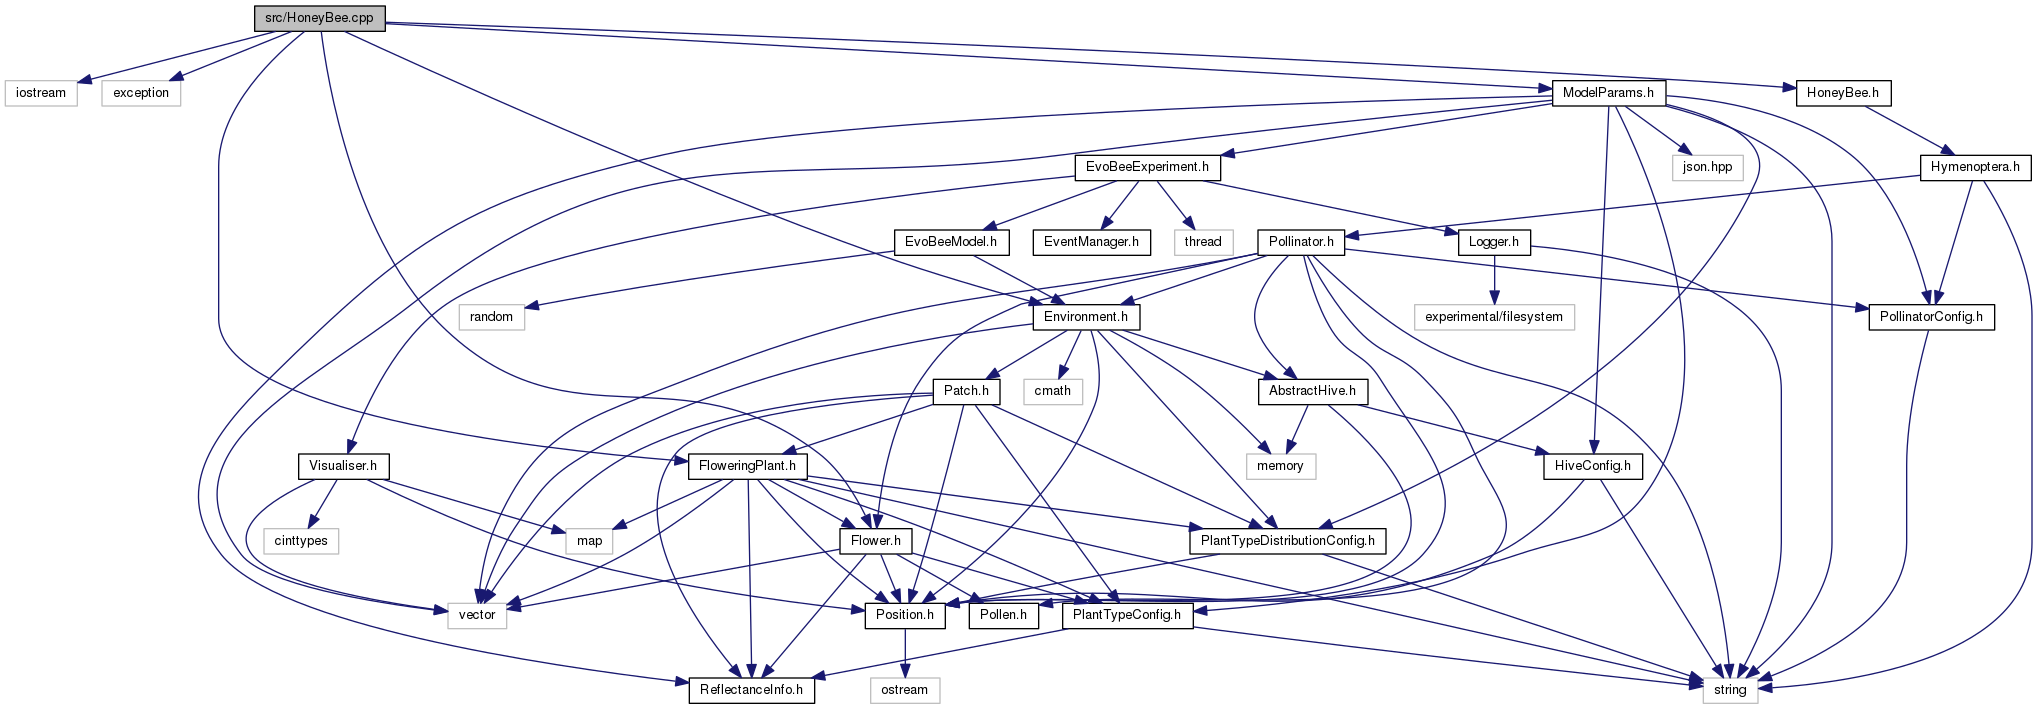 src/HoneyBee.cpp
iostream
exception
ModelParams.h
HoneyBee.h
EvoBeeExperiment.h
json.hpp
Hymenoptera.h
EvoBeeModel.h
EventManager.h
thread
Pollinator.h
Logger.h
random
Environment.h
experimental/filesystem
PollinatorConfig.h
Patch.h
cmath
AbstractHive.h
Visualiser.h
FloweringPlant.h
memory
HiveConfig.h
cinttypes
map
Flower.h
PlantTypeDistributionConfig.h
vector
Position.h
Pollen.h
PlantTypeConfig.h
ReflectanceInfo.h
ostream
string